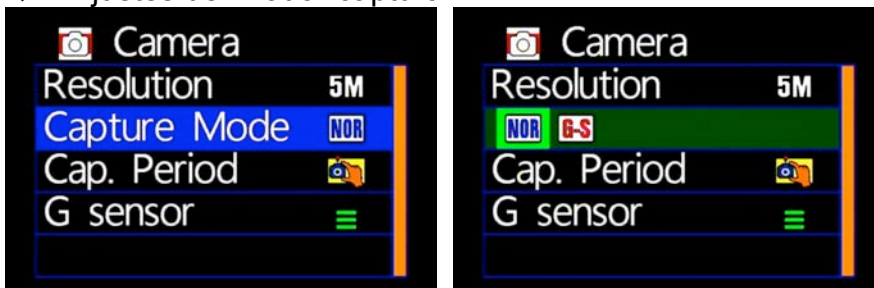 Camera
Resolution 5M
Capture Mode NOR
Cap. Period
G sensor
Camera
Resolution 5M
NOR G-S
Cap. Period
G sensor